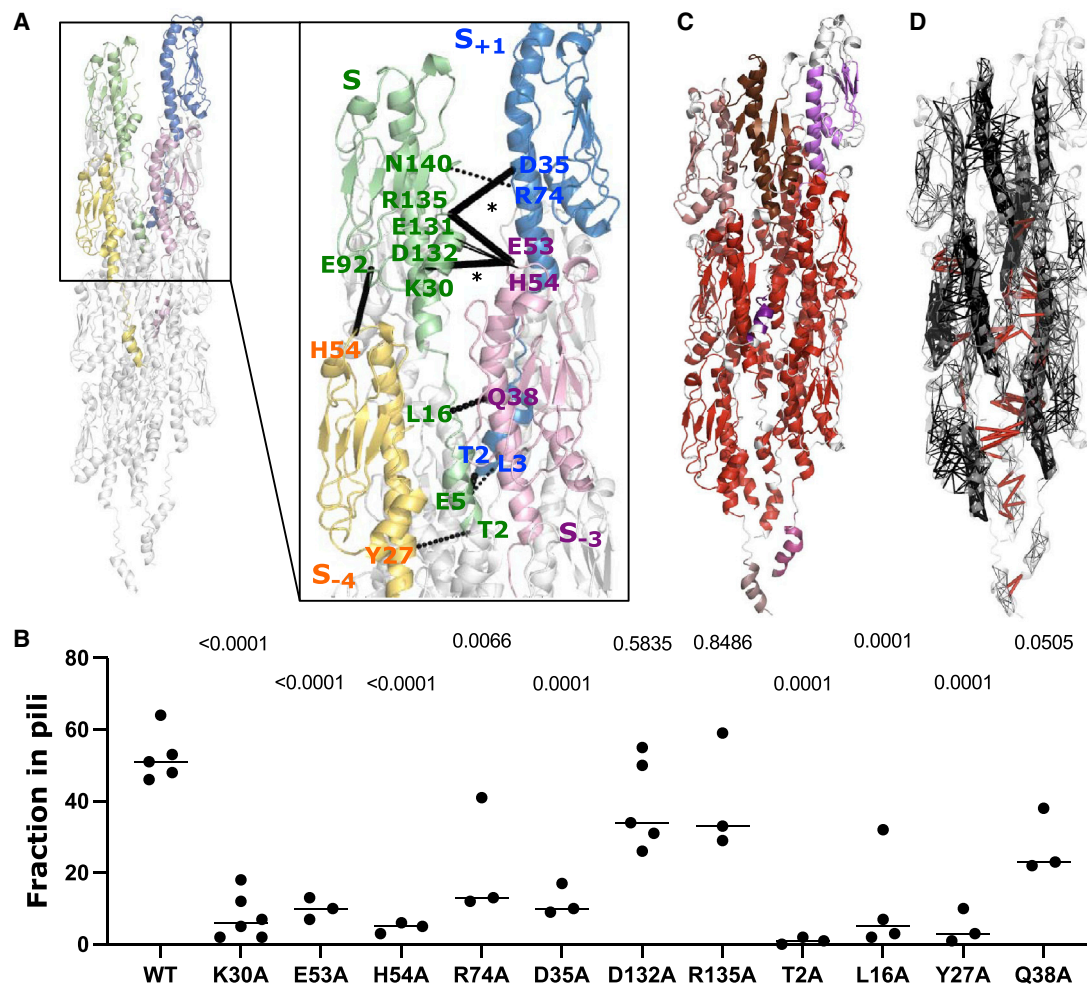 A
C
D
S+1
S
N140
D35
R135
R74
E131
D132
E53
E92
K30
H54
H54
L16
Q38
T2
L3
E5
T2
Y27
S-3
S-4
*
*
B
<0.0001
0.0066
0.5835
0.8486
0.0001
0.0505
<0.0001
<0.0001
0.0001
0.0001
0.0001
Fraction in pili
80
60
40
20
0
WT K30A E53A H54A R74A D35A D132A R135A T2A L16A Y27A Q38A